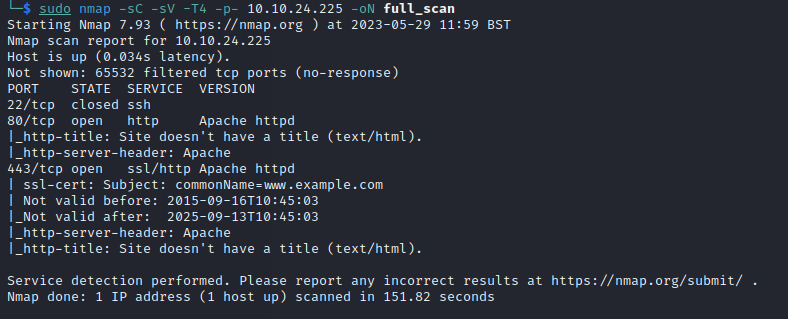 └─$ sudo nmap -sC -sV -T4 -p- 10.10.24.225 -oN full_scan
Starting Nmap 7.93 ( https://nmap.org ) at 2023-05-29 11:59 BST
Nmap scan report for 10.10.24.225
Host is up (0.034s latency).
Not shown: 65532 filtered tcp ports (no-response)
PORT    STATE  SERVICE  VERSION
22/tcp  closed ssh
80/tcp  open   http     Apache httpd
|_http-title: Site doesn't have a title (text/html).
|_http-server-header: Apache
443/tcp open   ssl/http Apache httpd
| ssl-cert: Subject: commonName=www.example.com
| Not valid before: 2015-09-16T10:45:03
|_Not valid after:  2025-09-13T10:45:03
|_http-server-header: Apache
|_http-title: Site doesn't have a title (text/html).

Service detection performed. Please report any incorrect results at https://nmap.org/submit/ .
Nmap done: 1 IP address (1 host up) scanned in 151.82 seconds